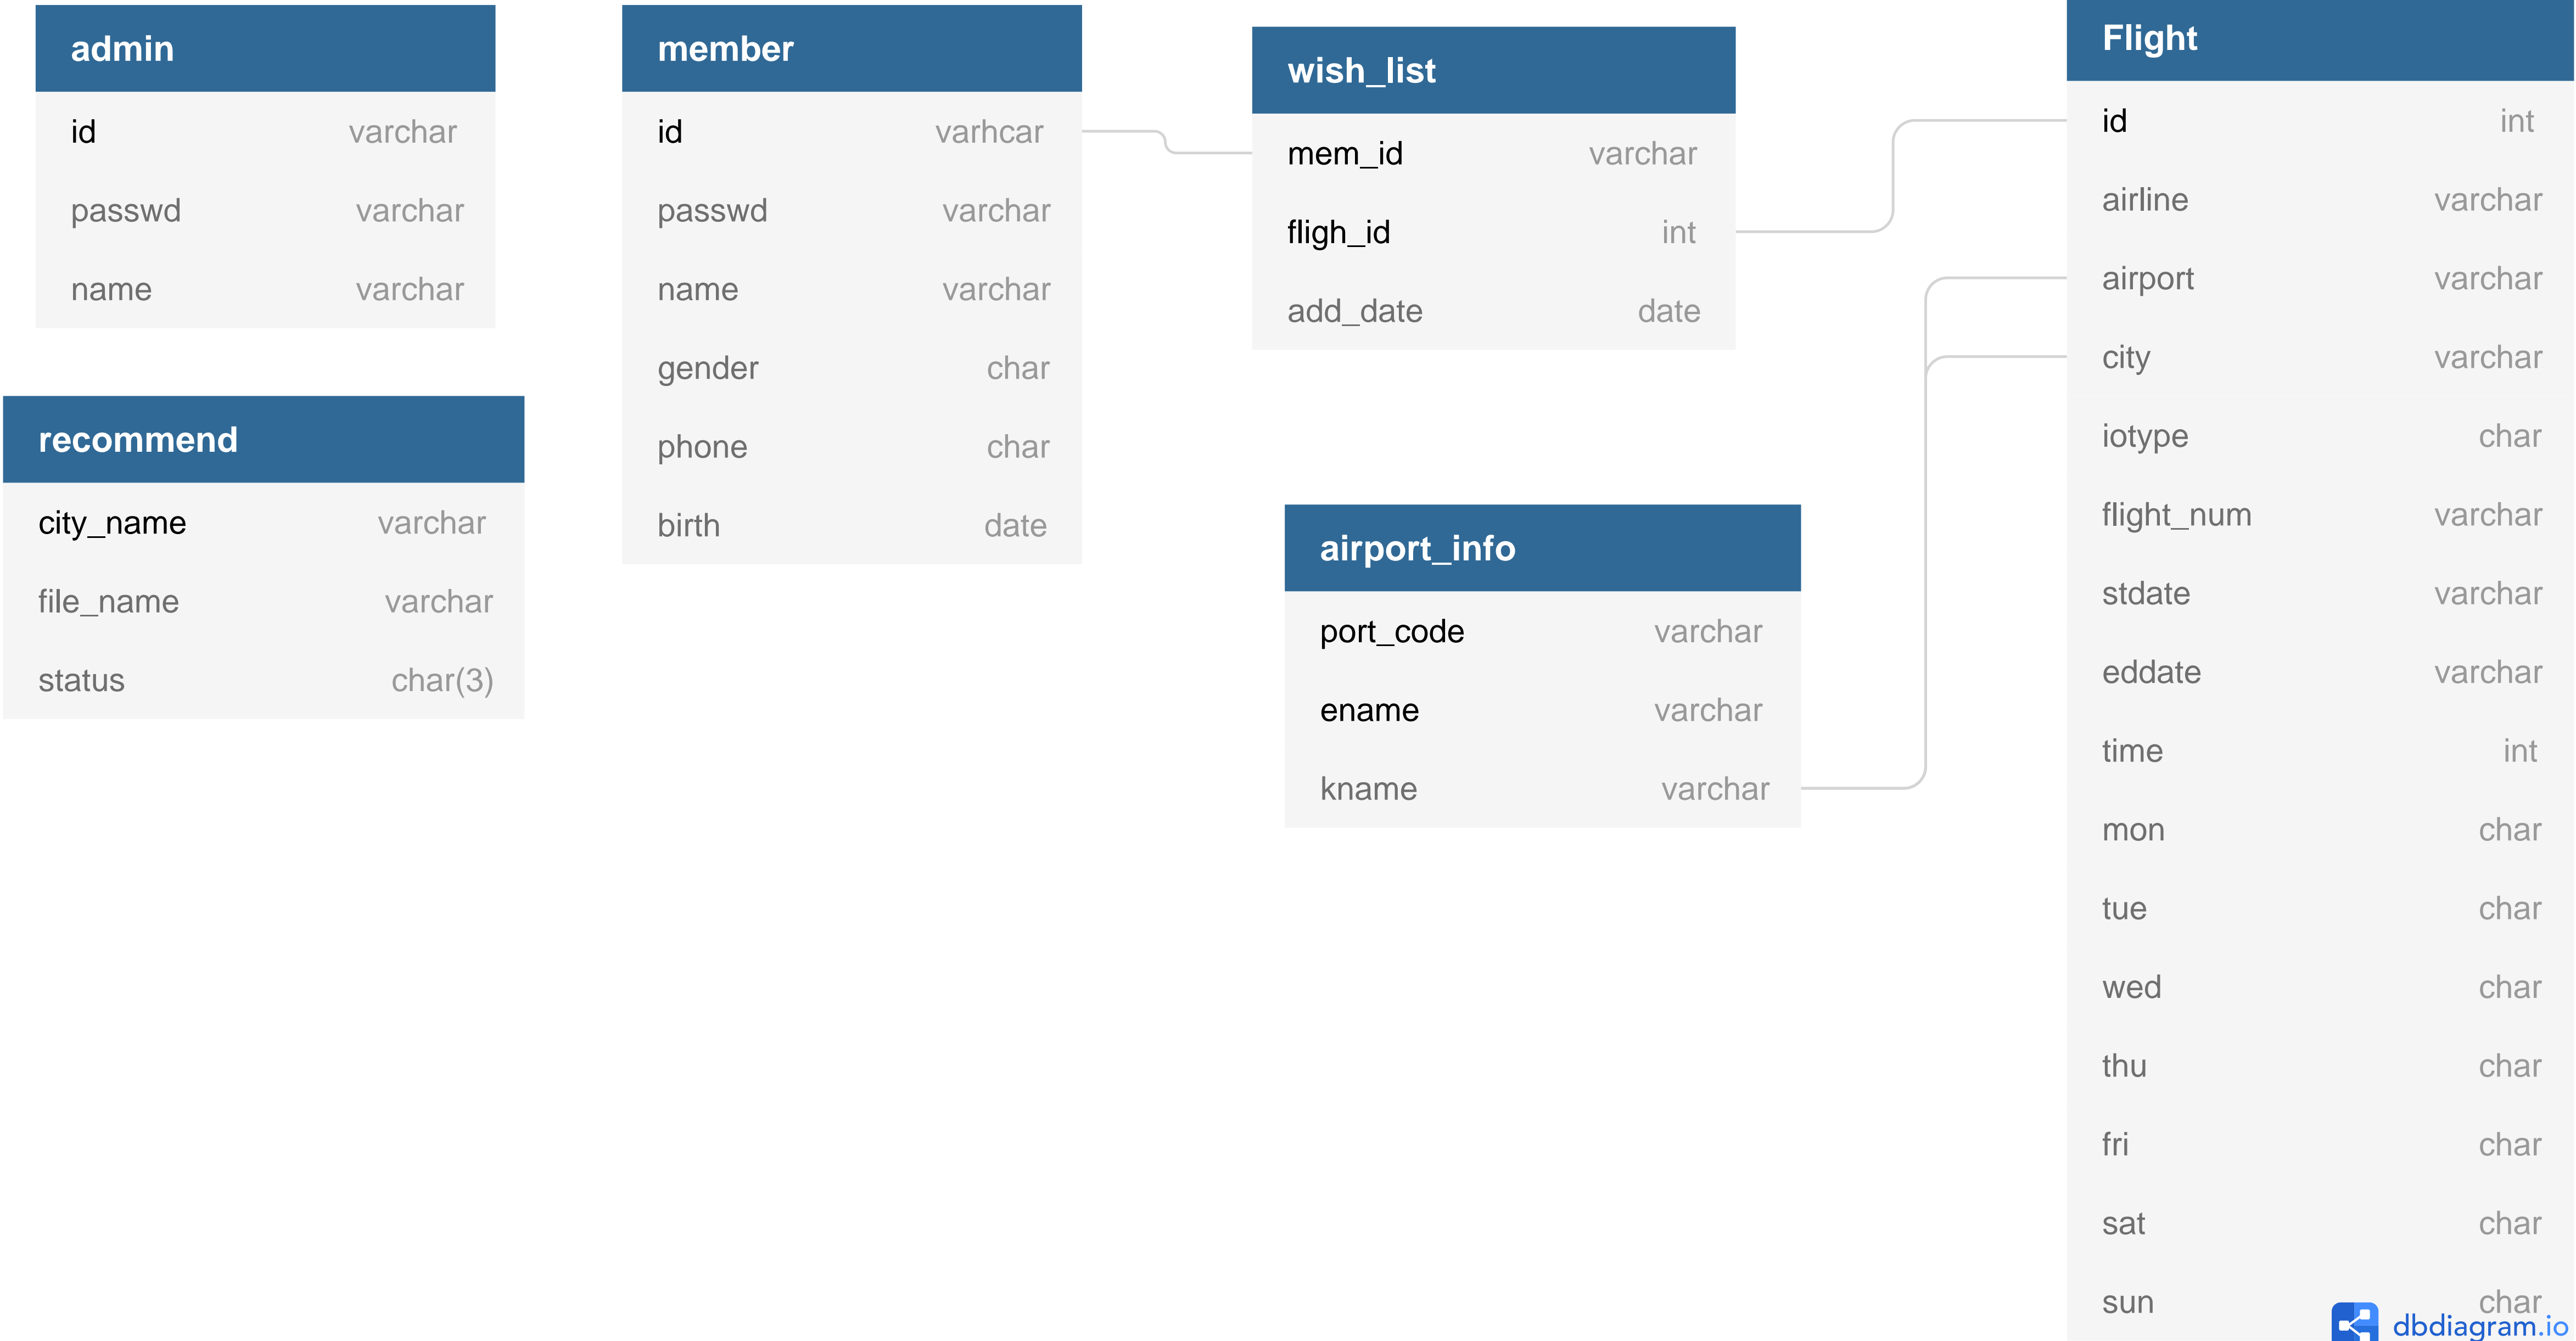 admin
id varchar
passwd varchar
name varchar
recommend
city_name varchar
file_name varchar
status char(3)
member
id varhcar
passwd varchar
name varchar
gender char
phone char
birth date
wish_list
mem_id varchar
fligh_id int
add_date date
airport_info
port_code varchar
ename varchar
kname varchar
Flight
id int
airline varchar
airport varchar
city varchar
iotype char
flight_num varchar
stdate varchar
eddate varchar
time int
mon char
tue char
wed char
thu char
fri char
sat char
sun char
dbdiagram.io